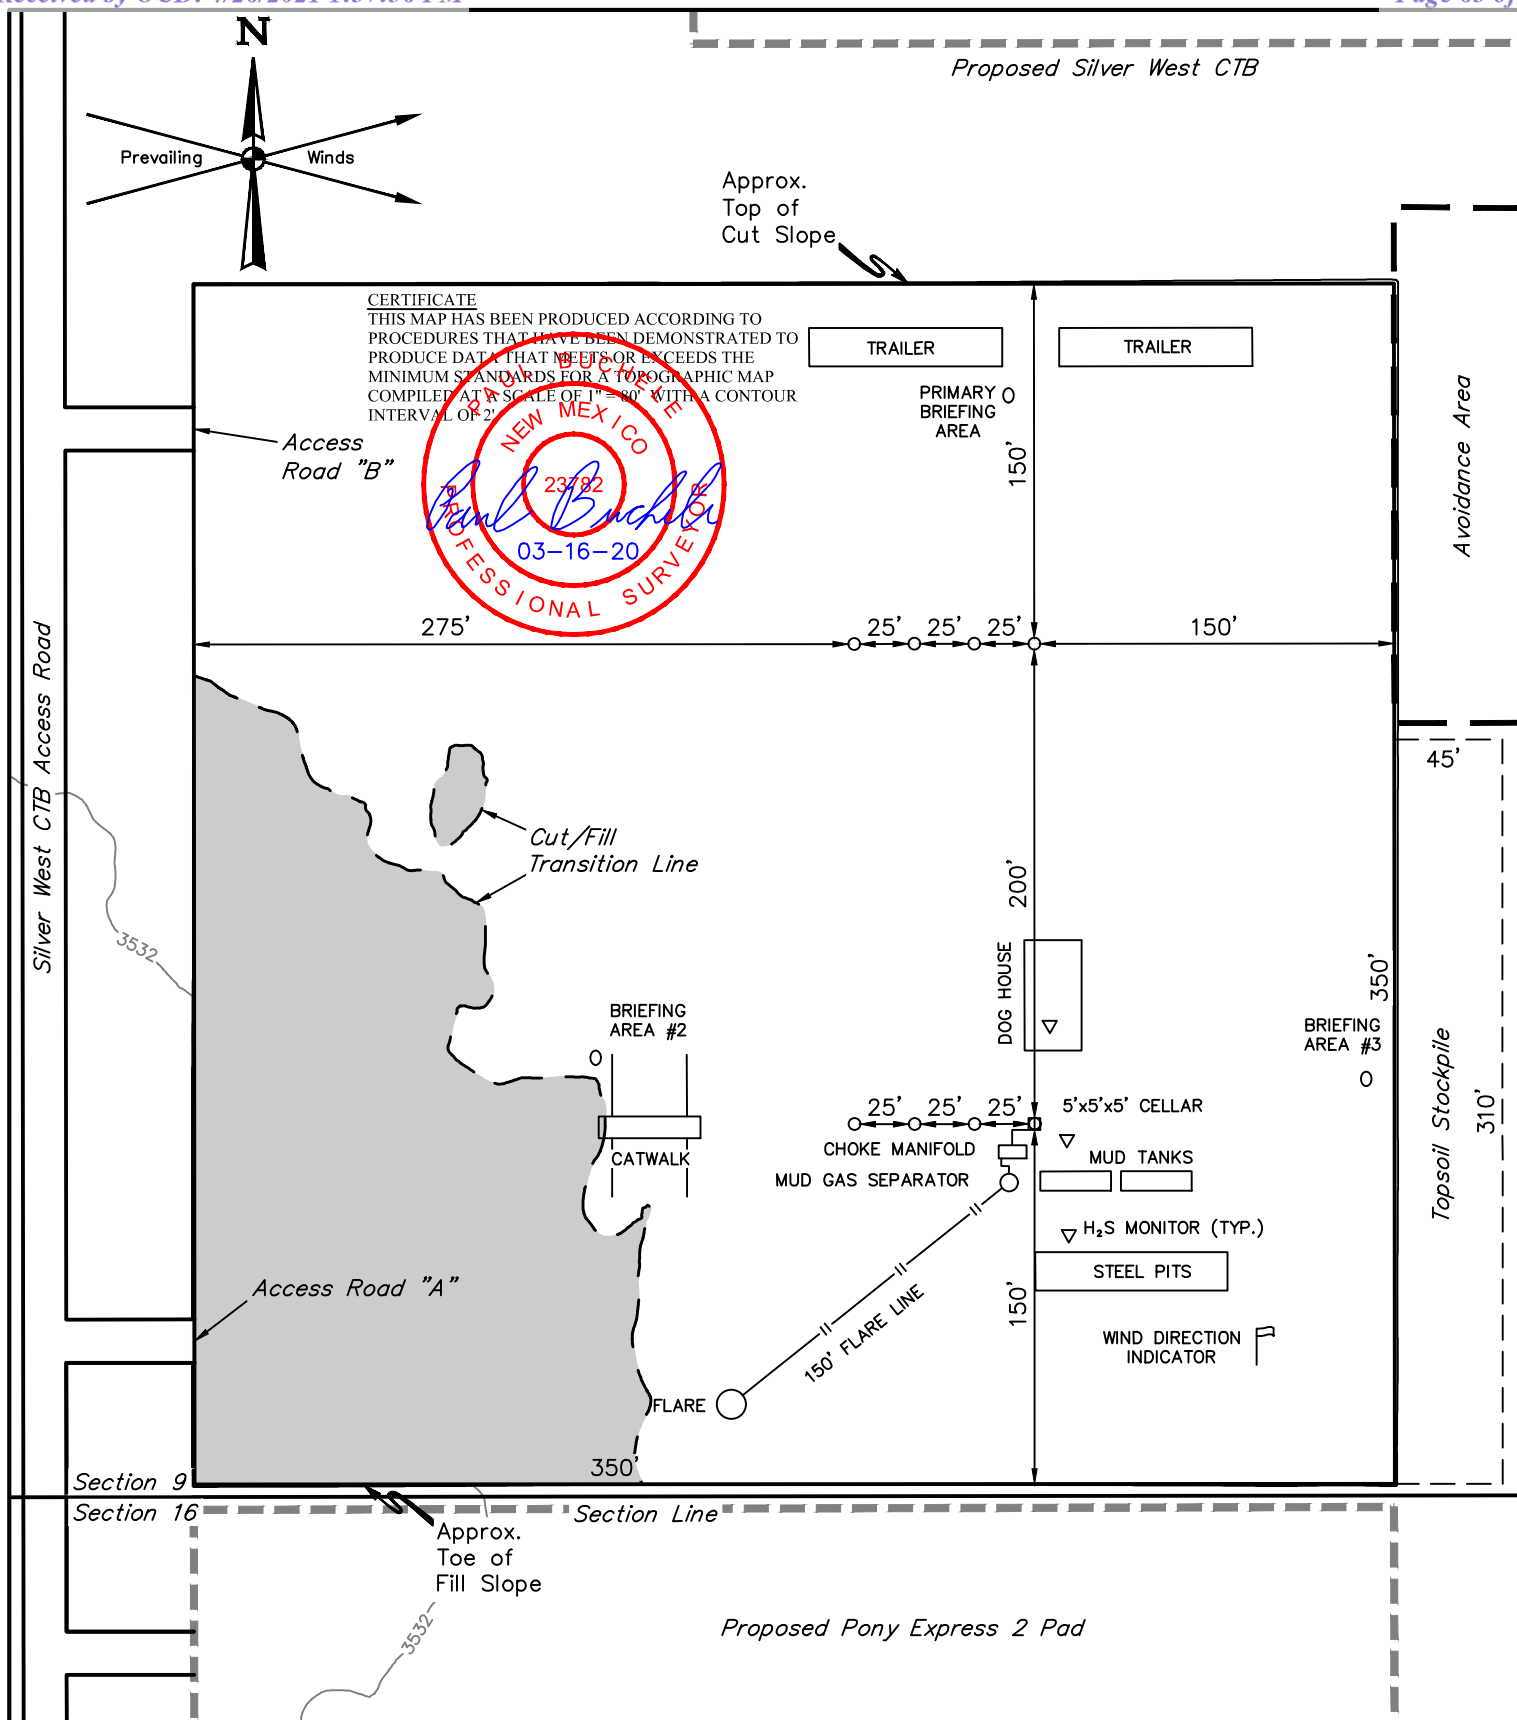 N
Prevailing Winds
Proposed Silver West CTB
Approx.
Top of
Cut Slope
CERTIFICATE
THIS MAP HAS BEEN PRODUCED ACCORDING TO
PROCEDURES THAT HAVE BEEN DEMONSTRATED TO
PRODUCE DATA THAT MEETS OR EXCEEDS THE
MINIMUM STANDARDS FOR A TOPOGRAPHIC MAP
COMPILED AT A SCALE OF 1" = 80' WITH A CONTOUR
INTERVAL OF 2'
PAUL BUCHELE
NEW MEXICO
23782
Paul Buchele
03-16-20
PROFESSIONAL SURVEYOR
TRAILER
TRAILER
PRIMARY
BRIEFING
AREA
150'
Access
Road "B"
Avoidance Area
275'
25'
25'
25'
150'
Silver West CTB Access Road
45'
Cut/Fill
Transition Line
200'
3532
DOG HOUSE
350'
BRIEFING
AREA #2
BRIEFING
AREA #3
Topsoil Stockpile
310'
25'
25'
25'
5'x5'x5' CELLAR
CHOKE MANIFOLD
MUD TANKS
CATWALK
MUD GAS SEPARATOR
H₂S MONITOR (TYP.)
STEEL PITS
Access Road "A"
150' FLARE LINE
150'
WIND DIRECTION
INDICATOR
FLARE
350'
Section 9
Section 16
Section Line
Approx.
Toe of
Fill Slope
3532
Proposed Pony Express 2 Pad